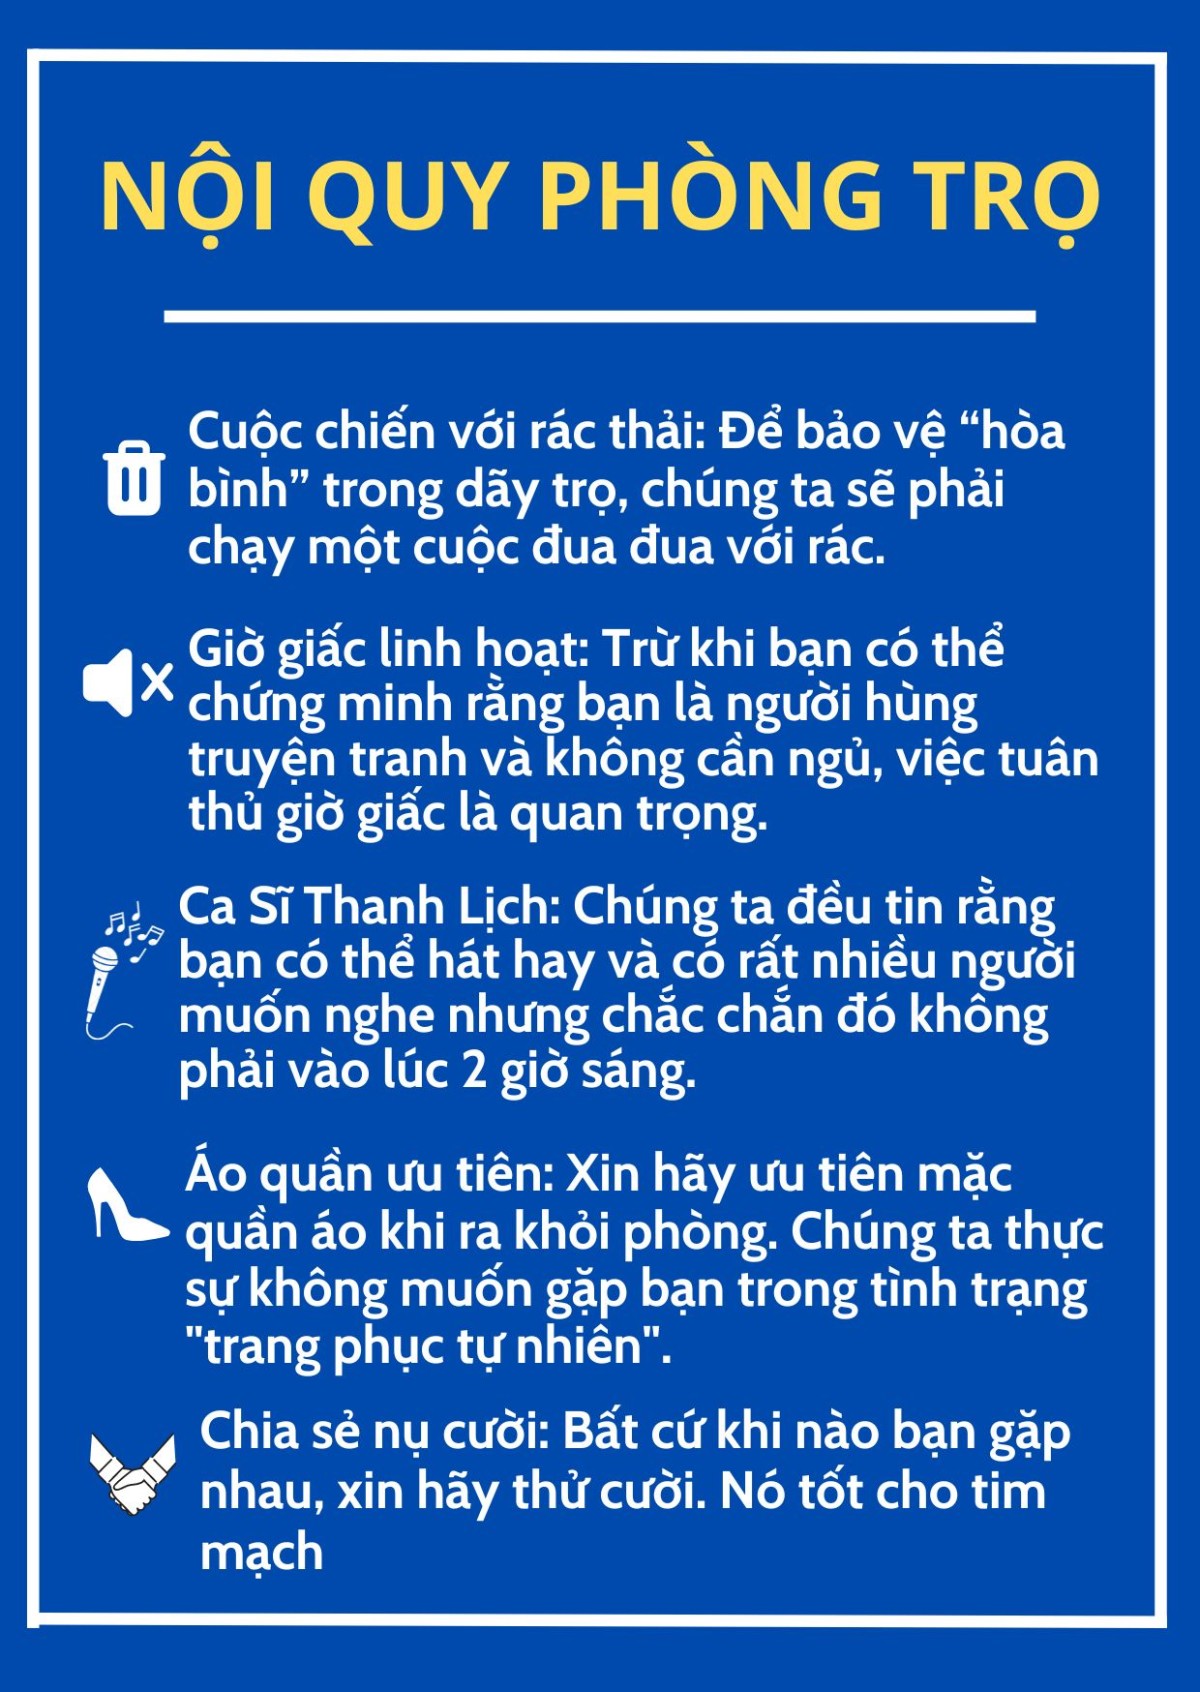 NỘI QUY PHÒNG TRỌ
Cuộc chiến với rác thải: Để bảo vệ “hòa
bình” trong dãy trọ, chúng ta sẽ phải
chạy một cuộc đua đua với rác.
Giờ giấc linh hoạt: Trừ khi bạn có thể
chứng minh rằng bạn là người hùng
truyện tranh và không cần ngủ, việc tuân
thủ giờ giấc là quan trọng.
Ca Sĩ Thanh Lịch: Chúng ta đều tin rằng
bạn có thể hát hay và có rất nhiều người
muốn nghe nhưng chắc chắn đó không
phải vào lúc 2 giờ sáng.
Áo quần ưu tiên: Xin hãy ưu tiên mặc
quần áo khi ra khỏi phòng. Chúng ta thực
sự không muốn gặp bạn trong tình trạng
"trang phục tự nhiên".
Chia sẻ nụ cười: Bất cứ khi nào bạn gặp
nhau, xin hãy thử cười. Nó tốt cho tim
mạch